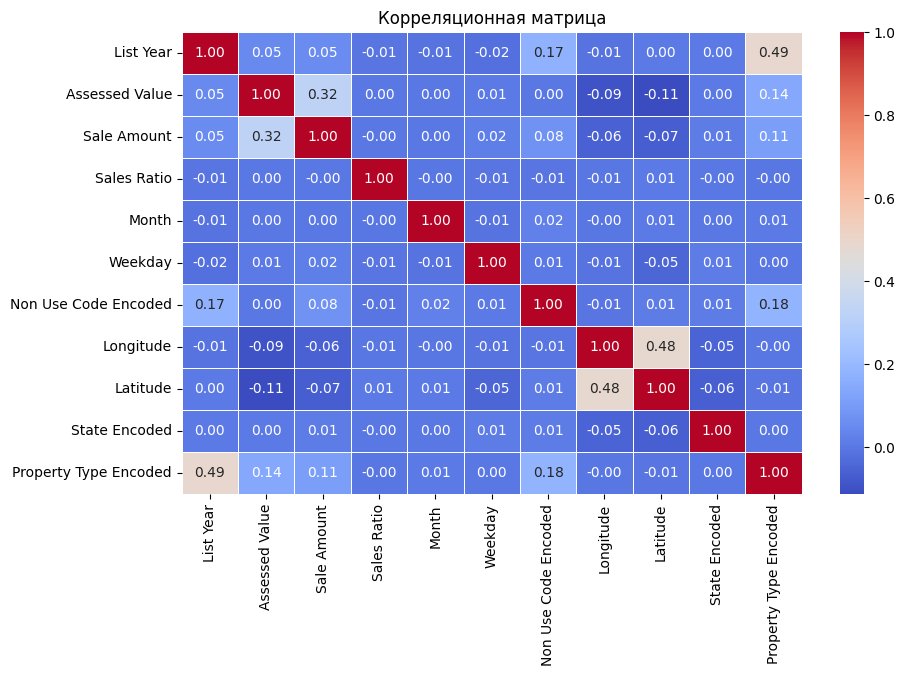 Корреляционная матрица
List Year 1.00 0.05 0.05 -0.01 -0.01 -0.02 0.17 -0.01 0.00 0.00 0.49
Assessed Value 0.05 1.00 0.32 0.00 0.00 0.01 0.00 -0.09 -0.11 0.00 0.14
Sale Amount 0.05 0.32 1.00 -0.00 0.00 0.02 0.08 -0.06 -0.07 0.01 0.11
Sales Ratio -0.01 0.00 -0.00 1.00 -0.00 -0.01 -0.01 -0.01 0.01 -0.00 -0.00
Month -0.01 0.00 0.00 -0.00 1.00 -0.01 0.02 -0.00 0.01 0.00 0.01
Weekday -0.02 0.01 0.02 -0.01 -0.01 1.00 0.01 -0.01 -0.05 0.01 0.00
Non Use Code Encoded 0.17 0.00 0.08 -0.01 0.02 0.01 1.00 -0.01 0.01 0.01 0.18
Longitude -0.01 -0.09 -0.06 -0.01 -0.00 -0.01 -0.01 1.00 0.48 -0.05 -0.00
Latitude 0.00 -0.11 -0.07 0.01 0.01 -0.05 0.01 0.48 1.00 -0.06 -0.01
State Encoded 0.00 0.00 0.01 -0.00 0.00 0.01 0.01 -0.05 -0.06 1.00 0.00
Property Type Encoded 0.49 0.14 0.11 -0.00 0.01 0.00 0.18 -0.00 -0.01 0.00 1.00
List Year
Assessed Value
Sale Amount
Sales Ratio
Month
Weekday
Non Use Code Encoded
Longitude
Latitude
State Encoded
Property Type Encoded
1.0
0.8
0.6
0.4
0.2
0.0